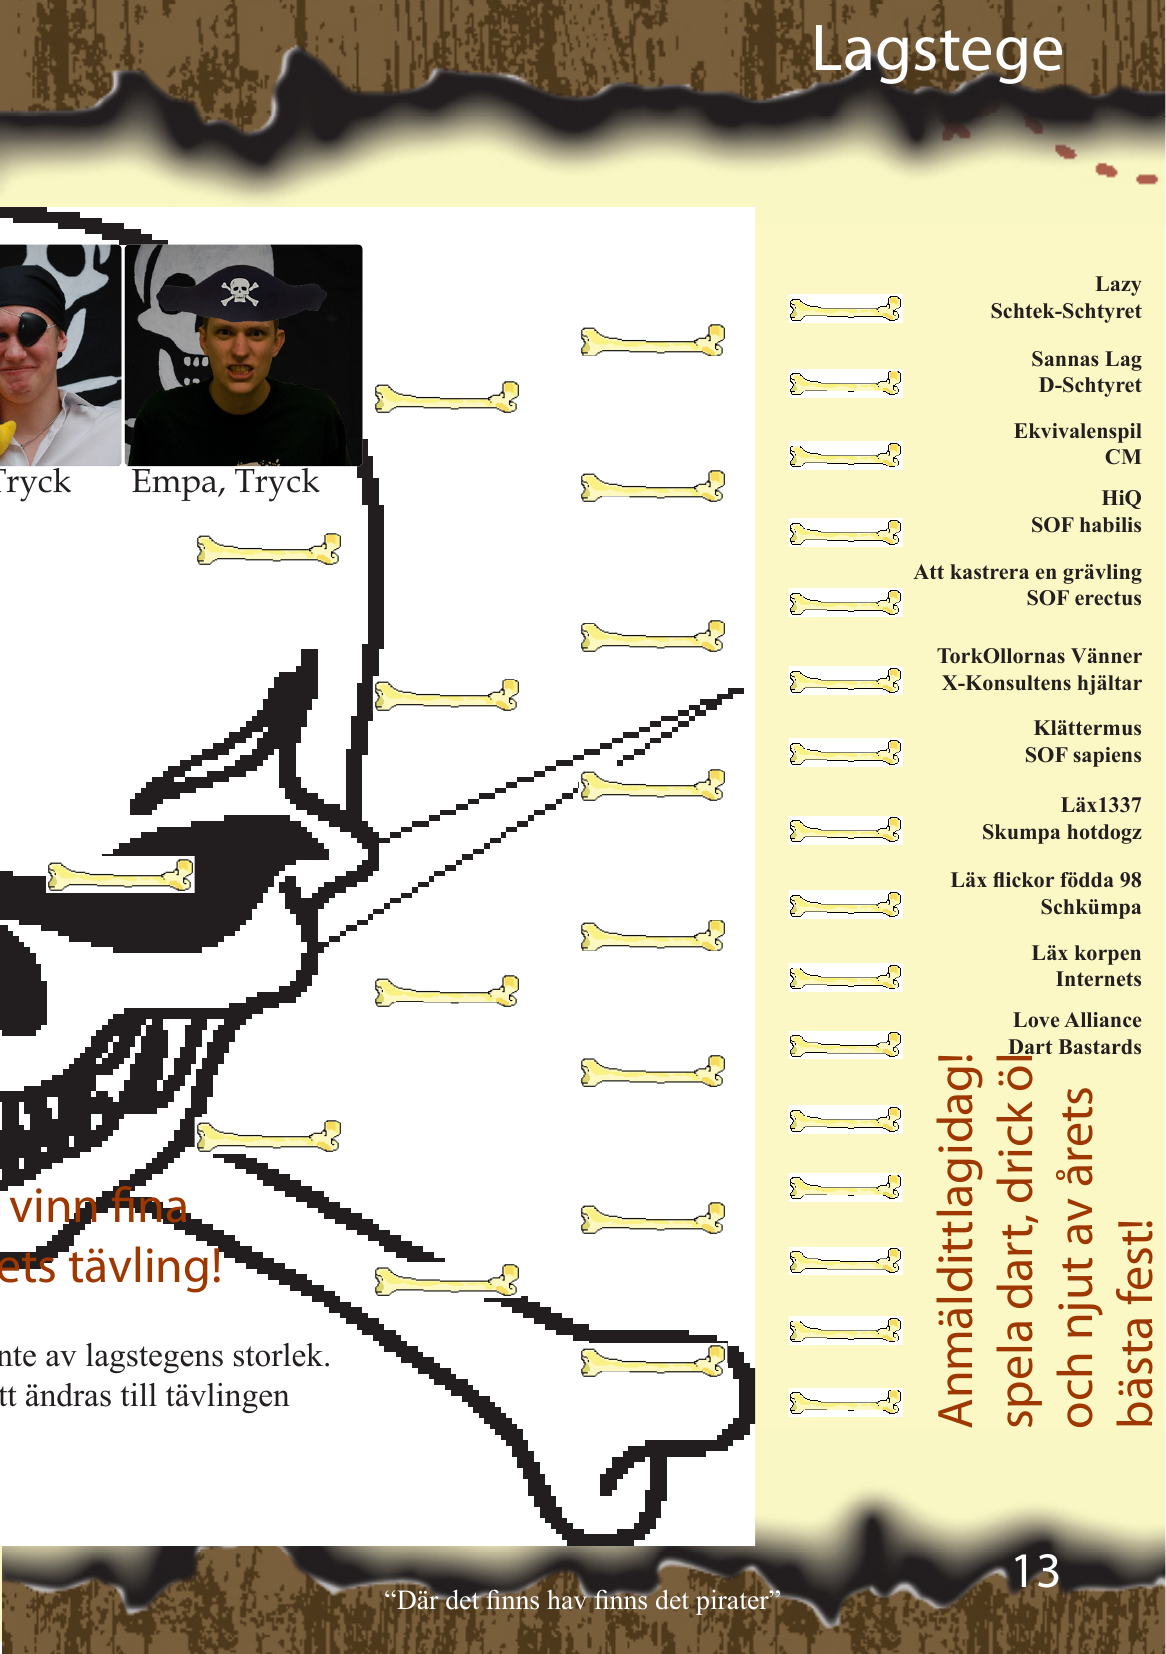 Lagstege
Tryck
Empa, Tryck
Lazy
Schtek-Schtyret
Sannas Lag
D-Schtyret
Ekvivalenspil
CM
HiQ
SOF habilis
Att kastrera en grävling
SOF erectus
TorkOllornas Vänner
X-Konsultens hjältar
Klättermus
SOF sapiens
Läx1337
Skumpa hotdogz
Läx flickor födda 98
Schkümpa
Läx korpen
Internets
Love Alliance
Dart Bastards
Anmäldittlagidag!
spela dart, drick öl
och njut av årets
bästa fest!
vinn fina
ets tävling!
nte av lagstegens storlek.
tt ändras till tävlingen
13
“Där det finns hav finns det pirater”